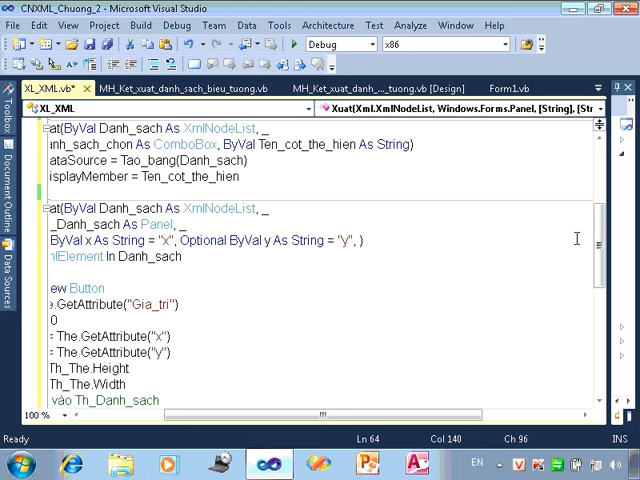 CNXML_Chuong_2 - Microsoft Visual Studio
File Edit View Project Build Debug Team Data Tools Architecture Test Analyze Window Help
Debug x86
XL_XML.vb* MH_Ket_xuat_danh_sach_bieu_tuong.vb MH_Ket_xuat_dan_..._tuong.vb [Design] Form1.vb
XL_XML Xuat(Xml.XmlNodeList, Windows.Forms.Panel, [String], [Str
at(ByVal Danh_sach As XmlNodeList, _
anh_sach_chon As ComboBox, ByVal Ten_cot_the_hien As String)
ataSource = Tao_bang(Danh_sach)
isplayMember = Ten_cot_the_hien
at(ByVal Danh_sach As XmlNodeList, _
_Danh_sach As Panel, _
ByVal x As String = "x", Optional ByVal y As String = "y", )
mlElement In Danh_sach
ew Button
e.GetAttribute("Gia_tri")
0
= The.GetAttribute("x")
= The.GetAttribute("y")
Th_The.Height
Th_The.Width
vào Th_Danh_sach
100 %
Ready Ln 64 Col 140 Ch 96 INS
EN
Toolbox
Document Outline
Data Sources